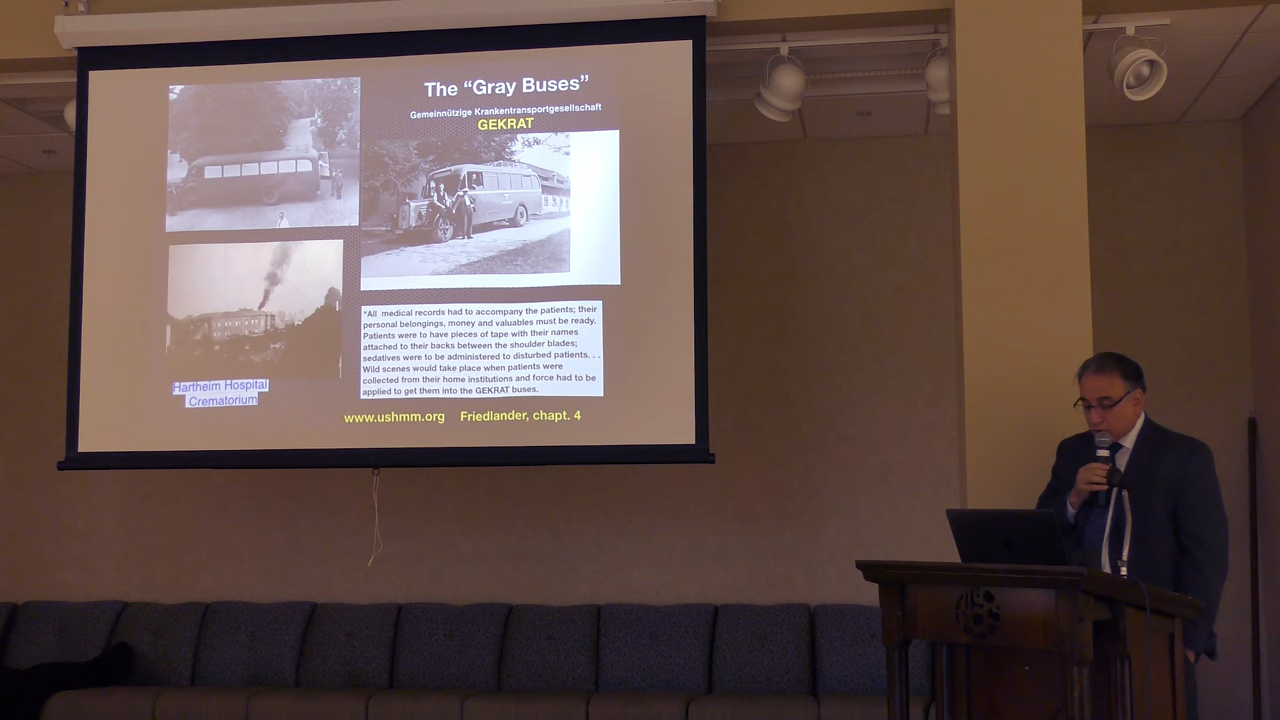 The “Gray Buses”
Gemeinnützige Krankentransportgesellschaft
GEKRAT
“All medical records had to accompany the patients; their
personal belongings, money and valuables must be ready.
Patients were to have pieces of tape with their names
attached to their backs between the shoulder blades;
sedatives were to be administered to disturbed patients. . .
Wild scenes would take place when patients were
collected from their home institutions and force had to be
applied to get them into the GEKRAT buses.
Hartheim Hospital
Crematorium
www.ushmm.org Friedlander, chapt. 4